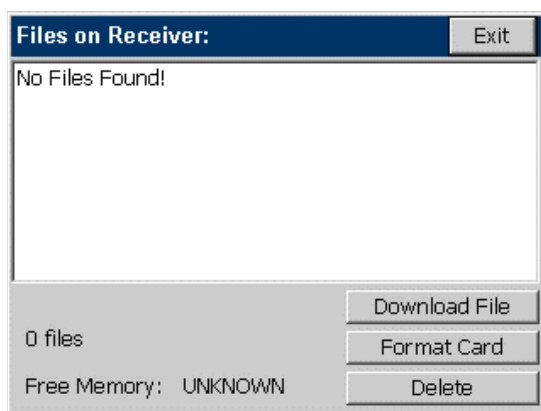 Files on Receiver:
Exit
No Files Found!
Download File
0 files
Format Card
Free Memory: UNKNOWN
Delete